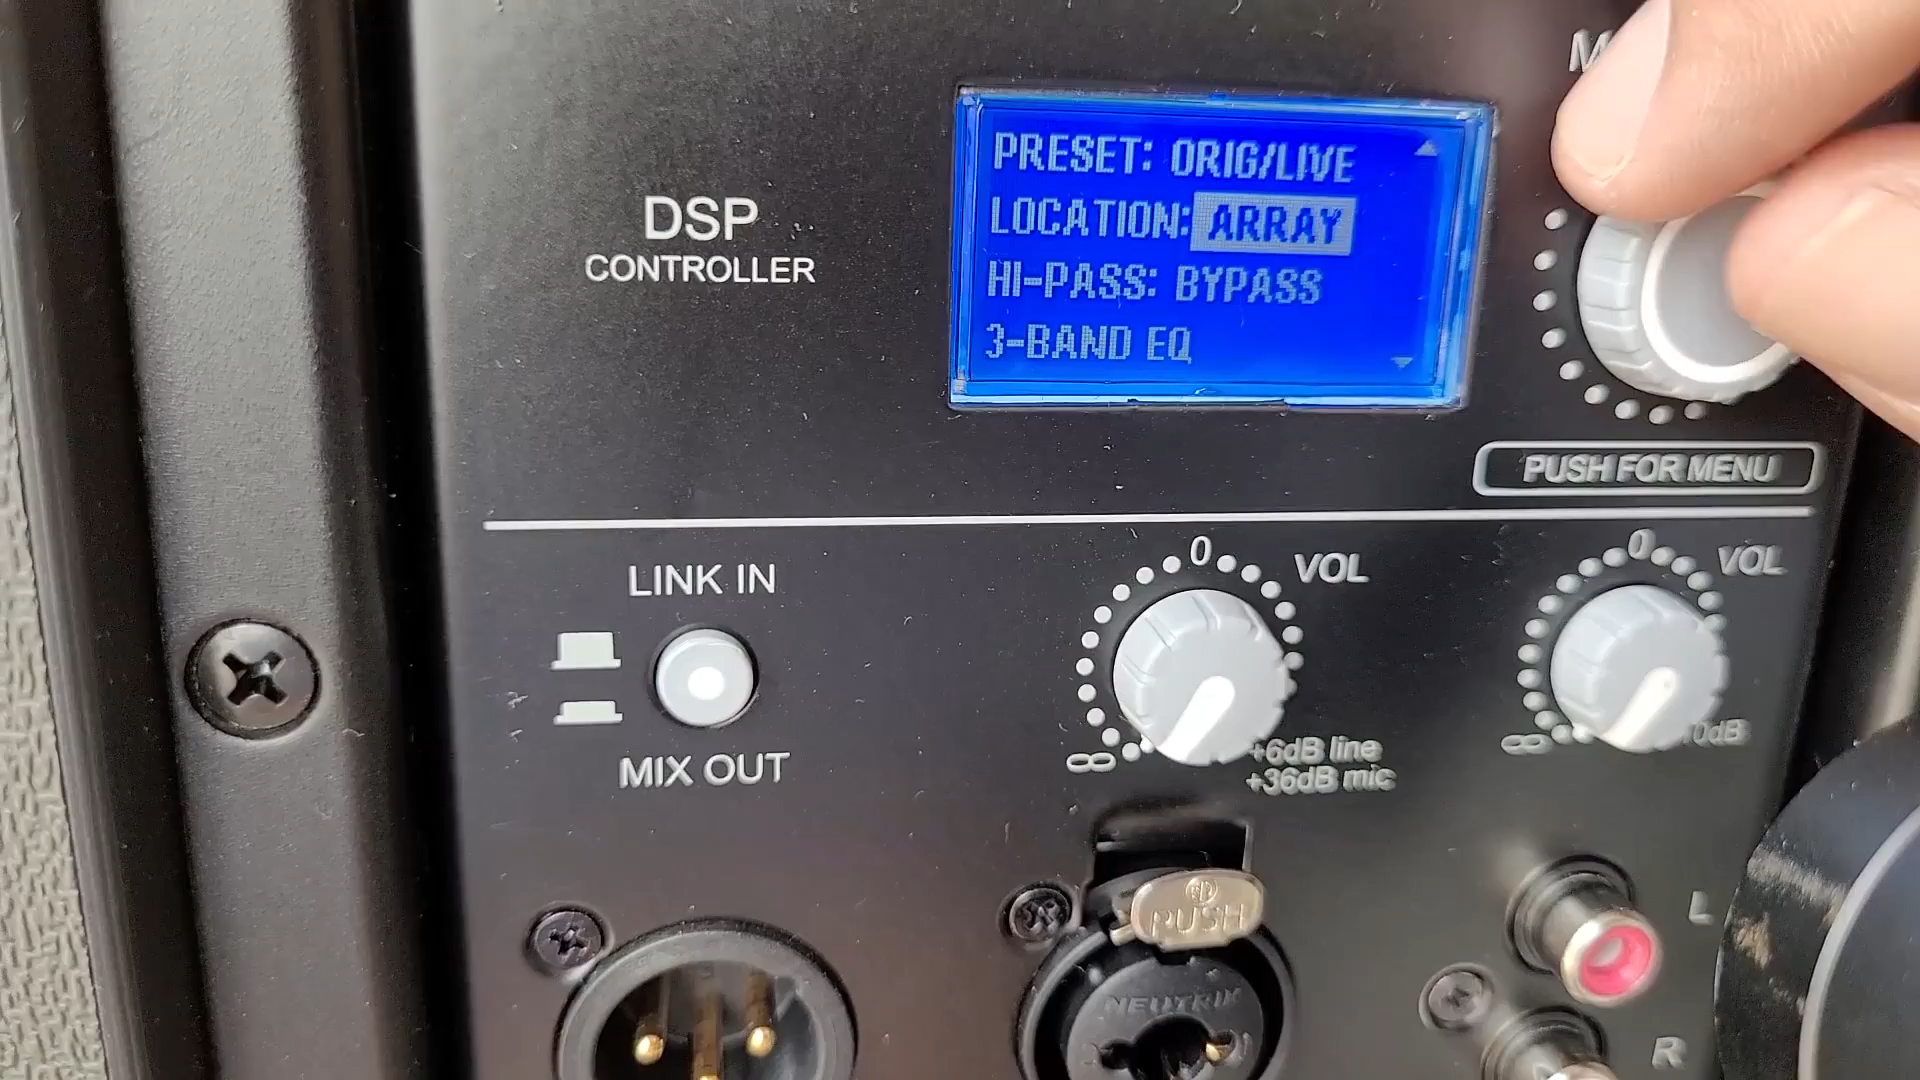 PRESET: ORIG/LIVE
LOCATION: ARRAY
HI-PASS: BYPASS
3-BAND EQ
DSP
CONTROLLER
PUSH FOR MENU
LINK IN
MIX OUT
0
VOL
∞
+6dB line
+36dB mic
0
VOL
∞
0dB
PUSH
NEUTRIK
L
R